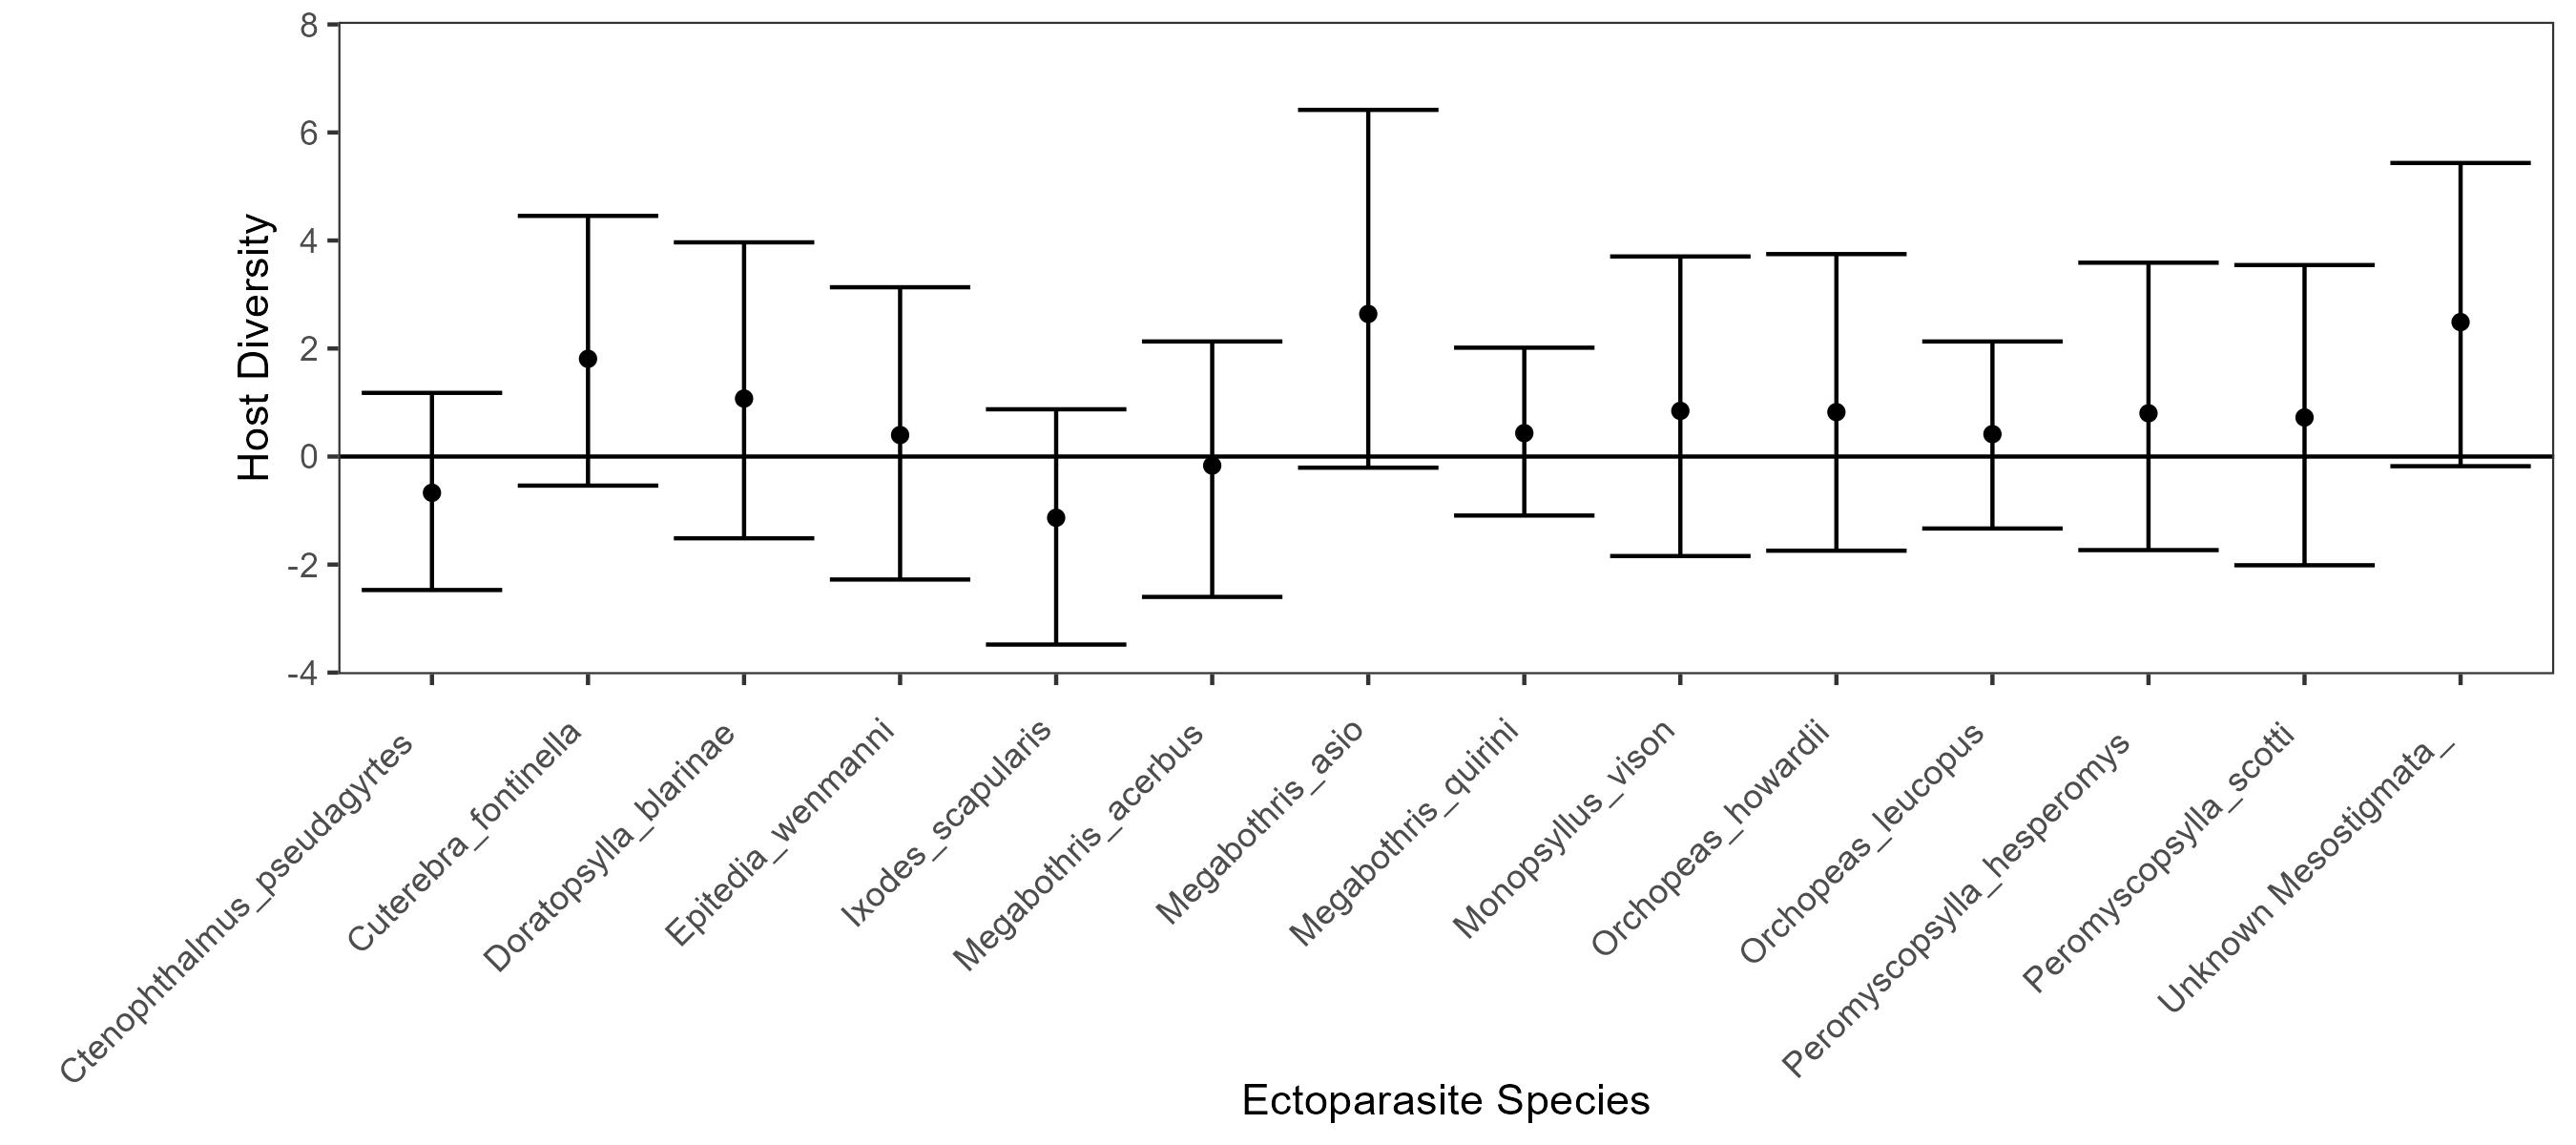 8
6
4
2
0
-2
-4
Host Diversity
Ctenophthalmus_pseudagyrtes
Cuterebra_fontinella
Doratopsylla_blarinae
Epitedia_wenmanni
Ixodes_scapularis
Megabothris_acerbus
Megabothris_asio
Megabothris_quirini
Monopsyllus_vison
Orchopeas_howardii
Orchopeas_leucopus
Peromyscopsylla_hesperomys
Peromyscopsylla_scotti
Unknown Mesostigmata_
Ectoparasite Species